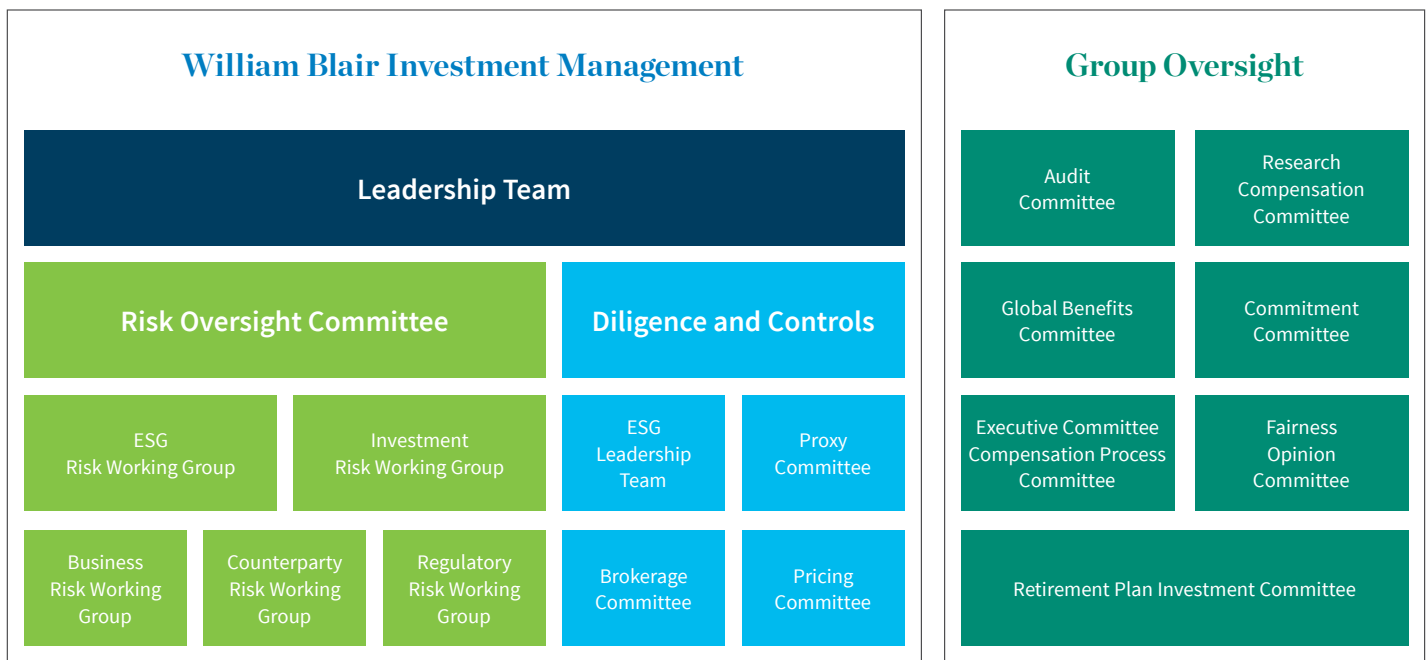 William Blair Investment Management
Leadership Team
Risk Oversight Committee
Diligence and Controls
ESG
Risk Working Group
Investment
Risk Working Group
ESG
Leadership
Team
Proxy
Committee
Business
Risk Working
Group
Counterparty
Risk Working
Group
Regulatory
Risk Working
Group
Brokerage
Committee
Pricing
Committee
Group Oversight
Audit
Committee
Research
Compensation
Committee
Global Benefits
Committee
Commitment
Committee
Executive Committee
Compensation Process
Committee
Fairness
Opinion
Committee
Retirement Plan Investment Committee